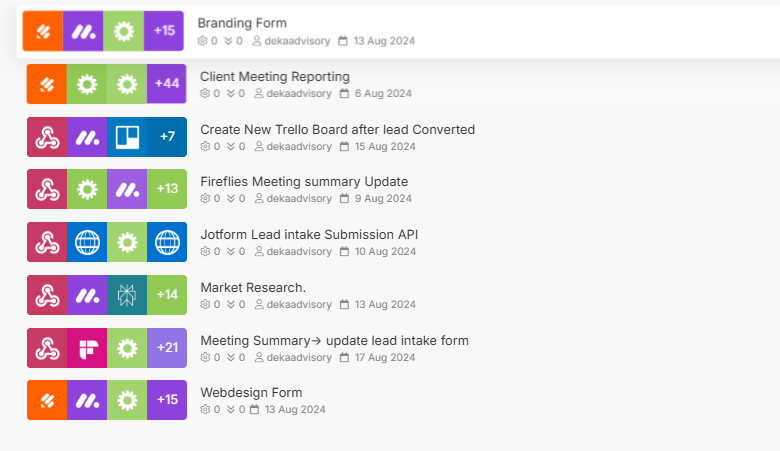 Branding Form
+15
0 0 dekaadvisory 13 Aug 2024
Client Meeting Reporting
+44
0 0 dekaadvisory 6 Aug 2024
Create New Trello Board after lead Converted
+7
0 0 dekaadvisory 15 Aug 2024
Fireflies Meeting summary Update
+13
0 0 dekaadvisory 9 Aug 2024
Jotform Lead intake Submission API
0 0 dekaadvisory 10 Aug 2024
Market Research.
+14
0 0 dekaadvisory 13 Aug 2024
Meeting Summary-> update lead intake form
+21
0 0 dekaadvisory 17 Aug 2024
Webdesign Form
+15
0 0 13 Aug 2024